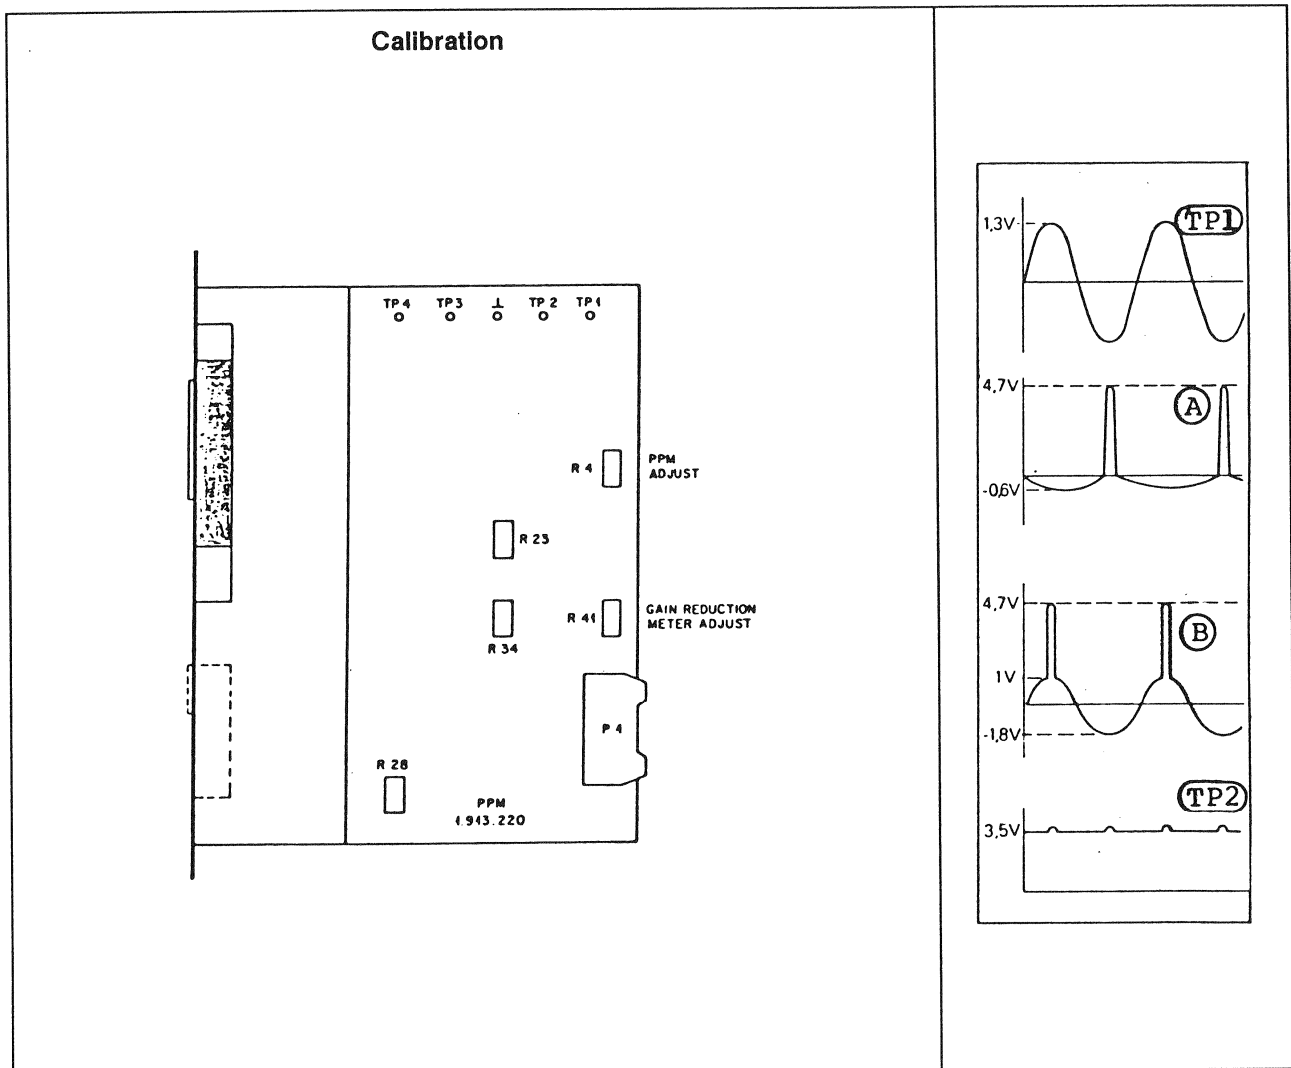 Calibration
TP4 TP3 ⊥ TP2 TP1
R 4
PPM
ADJUST
R 23
R 41
GAIN REDUCTION
METER ADJUST
R 34
P 4
R 28
PPM
1.913.220
1,3V
TP1
4,7V
A
-0,6V
4,7V
B
1V
-1,8V
TP2
3,5V